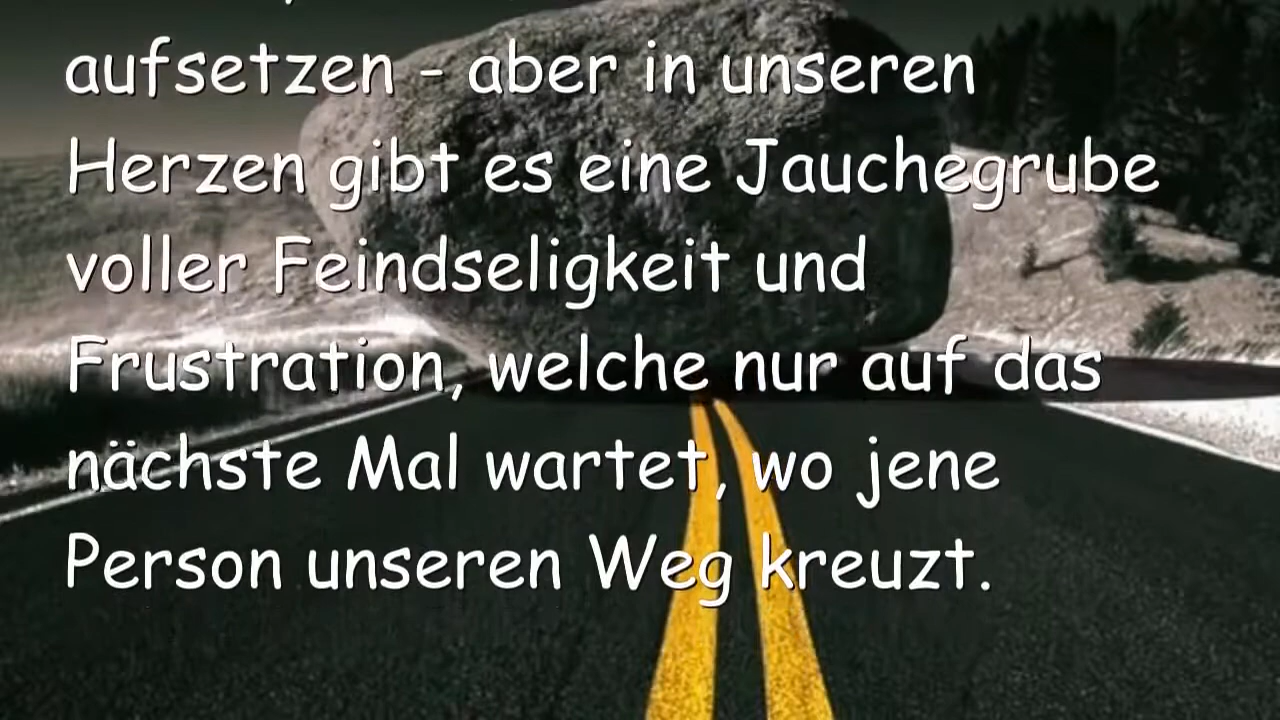 aufsetzen - aber in unseren
Herzen gibt es eine Jauchegrube
voller Feindseligkeit und
Frustration, welche nur auf das
nächste Mal wartet, wo jene
Person unseren Weg kreuzt.